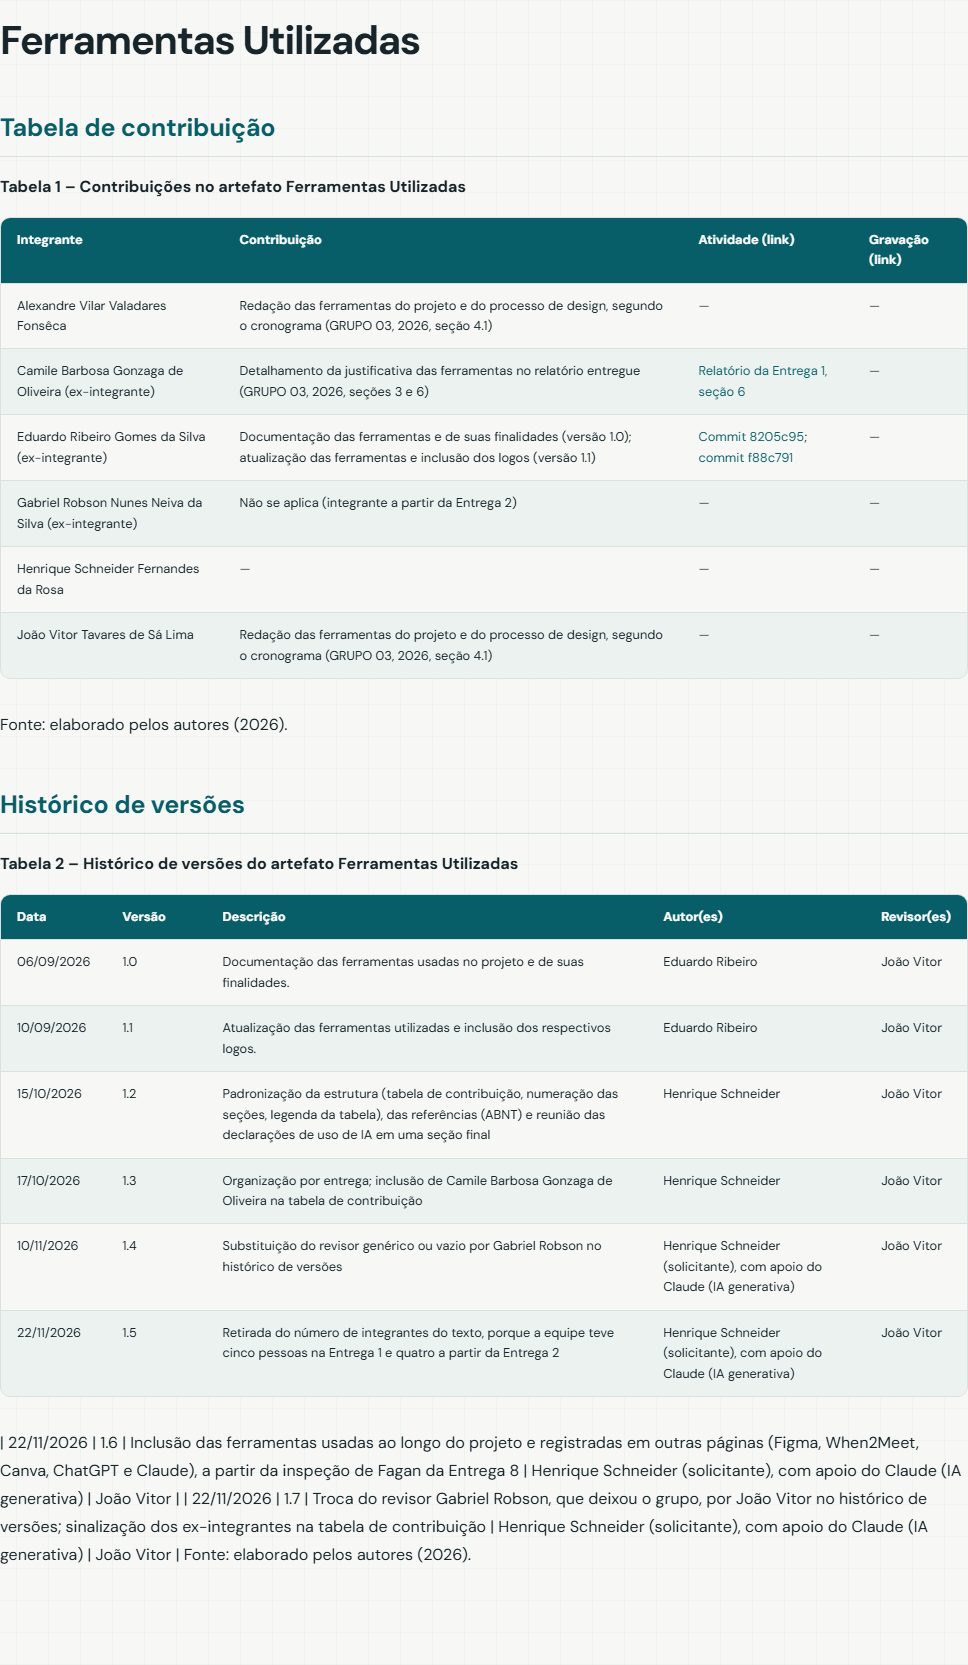 Ferramentas Utilizadas
Tabela de contribuição
Tabela 1 – Contribuições no artefato Ferramentas Utilizadas
Integrante Contribuição Atividade (link) Gravação
(link)
Alexandre Vilar Valadares Redação das ferramentas do projeto e do processo de design, segundo — —
Fonsêca o cronograma (GRUPO 03, 2026, seção 4.1)
Camile Barbosa Gonzaga de Detalhamento da justificativa das ferramentas no relatório entregue Relatório da Entrega 1, —
Oliveira (ex-integrante) (GRUPO 03, 2026, seções 3 e 6) seção 6
Eduardo Ribeiro Gomes da Silva Documentação das ferramentas e de suas finalidades (versão 1.0); Commit 8205c95; —
(ex-integrante) atualização das ferramentas e inclusão dos logos (versão 1.1) commit f88c791
Gabriel Robson Nunes Neiva da Não se aplica (integrante a partir da Entrega 2) — —
Silva (ex-integrante)
Henrique Schneider Fernandes — — —
da Rosa
João Vitor Tavares de Sá Lima Redação das ferramentas do projeto e do processo de design, segundo — —
o cronograma (GRUPO 03, 2026, seção 4.1)
Fonte: elaborado pelos autores (2026).
Histórico de versões
Tabela 2 – Histórico de versões do artefato Ferramentas Utilizadas
Data Versão Descrição Autor(es) Revisor(es)
06/09/2026 1.0 Documentação das ferramentas usadas no projeto e de suas Eduardo Ribeiro João Vitor
finalidades.
10/09/2026 1.1 Atualização das ferramentas utilizadas e inclusão dos respectivos Eduardo Ribeiro João Vitor
logos.
15/10/2026 1.2 Padronização da estrutura (tabela de contribuição, numeração das Henrique Schneider João Vitor
seções, legenda da tabela), das referências (ABNT) e reunião das
declarações de uso de IA em uma seção final
17/10/2026 1.3 Organização por entrega; inclusão de Camile Barbosa Gonzaga de Henrique Schneider João Vitor
Oliveira na tabela de contribuição
10/11/2026 1.4 Substituição do revisor genérico ou vazio por Gabriel Robson no Henrique Schneider João Vitor
histórico de versões (solicitante), com apoio do
Claude (IA generativa)
22/11/2026 1.5 Retirada do número de integrantes do texto, porque a equipe teve Henrique Schneider João Vitor
cinco pessoas na Entrega 1 e quatro a partir da Entrega 2 (solicitante), com apoio do
Claude (IA generativa)
| 22/11/2026 | 1.6 | Inclusão das ferramentas usadas ao longo do projeto e registradas em outras páginas (Figma, When2Meet,
Canva, ChatGPT e Claude), a partir da inspeção de Fagan da Entrega 8 | Henrique Schneider (solicitante), com apoio do Claude (IA
generativa) | João Vitor | | 22/11/2026 | 1.7 | Troca do revisor Gabriel Robson, que deixou o grupo, por João Vitor no histórico de
versões; sinalização dos ex-integrantes na tabela de contribuição | Henrique Schneider (solicitante), com apoio do Claude (IA
generativa) | João Vitor | Fonte: elaborado pelos autores (2026).